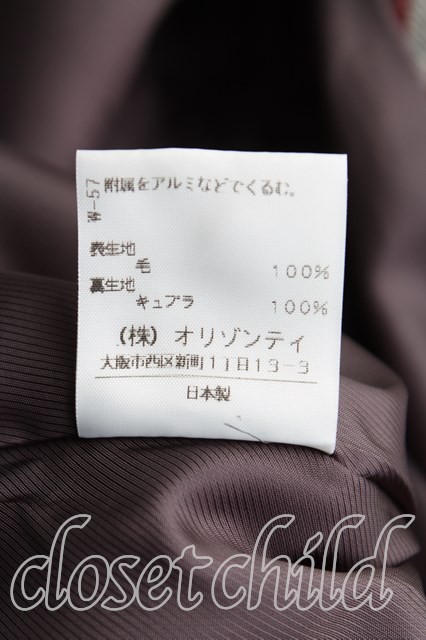 W-57
附属をアルミなどでくるむ。
表生地
毛 100%
裏生地
キュプラ 100%
(株) オリゾンティ
大阪市西区新町1丁目13-3
日本製
closet child